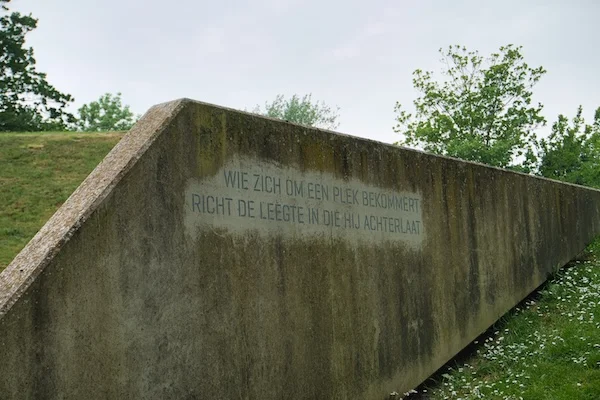 WIE ZICH OM EEN PLEK BEKOMMERT
RICHT DE LEEGTE IN DIE HIJ ACHTERLAAT